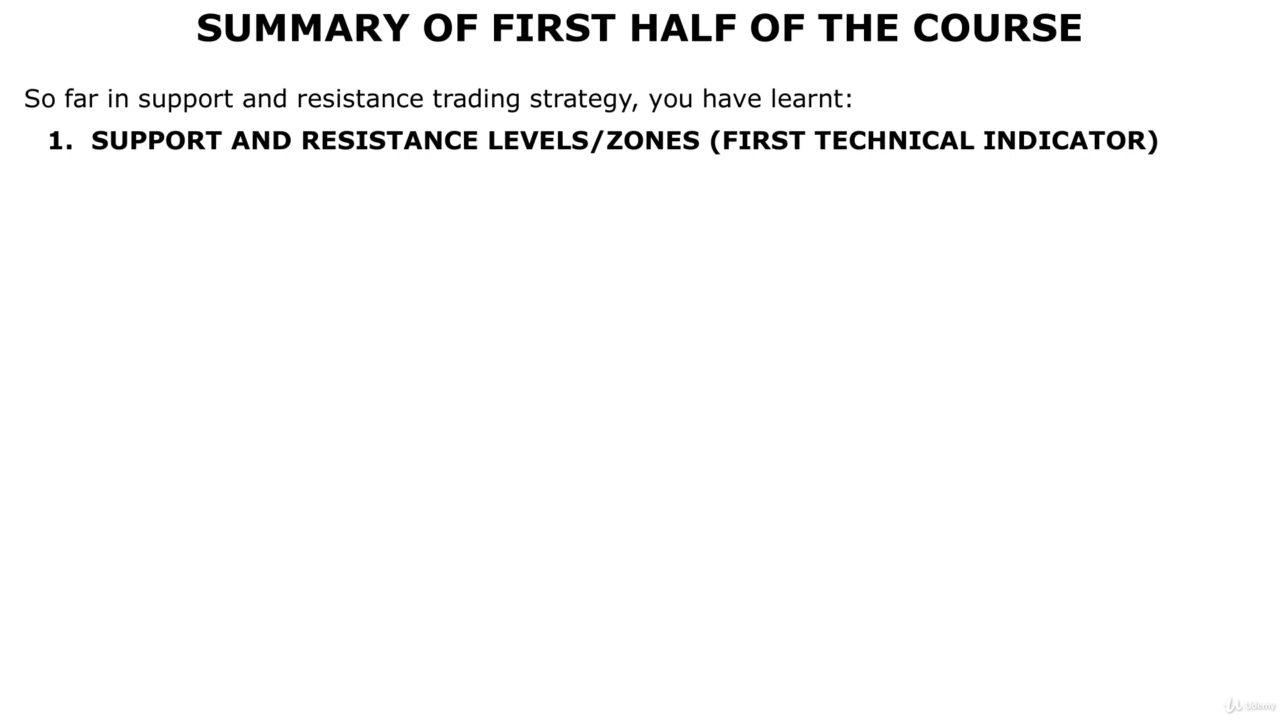 SUMMARY OF FIRST HALF OF THE COURSE
So far in support and resistance trading strategy, you have learnt:
1. SUPPORT AND RESISTANCE LEVELS/ZONES (FIRST TECHNICAL INDICATOR)
Udemy